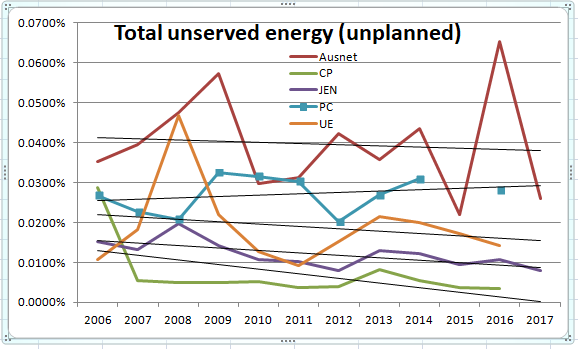 Total unserved energy (unplanned)
0.0700%
0.0600%
0.0500%
0.0400%
0.0300%
0.0200%
0.0100%
0.0000%
Ausnet
CP
JEN
PC
UE
2006 2007 2008 2009 2010 2011 2012 2013 2014 2015 2016 2017